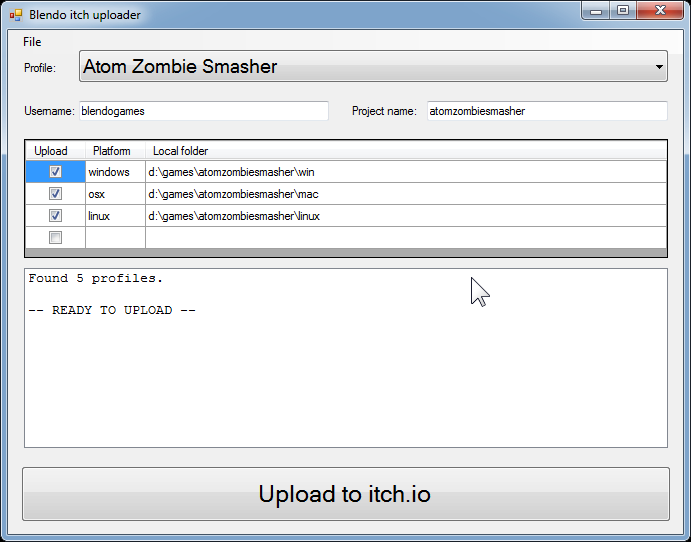 Blendo itch uploader
File
Profile: Atom Zombie Smasher
Username: blendogames Project name: atomzombiesmasher
Upload Platform Local folder
windows d:\games\atomzombiesmasher\win
osx d:\games\atomzombiesmasher\mac
linux d:\games\atomzombiesmasher\linux
Found 5 profiles.
-- READY TO UPLOAD --
Upload to itch.io